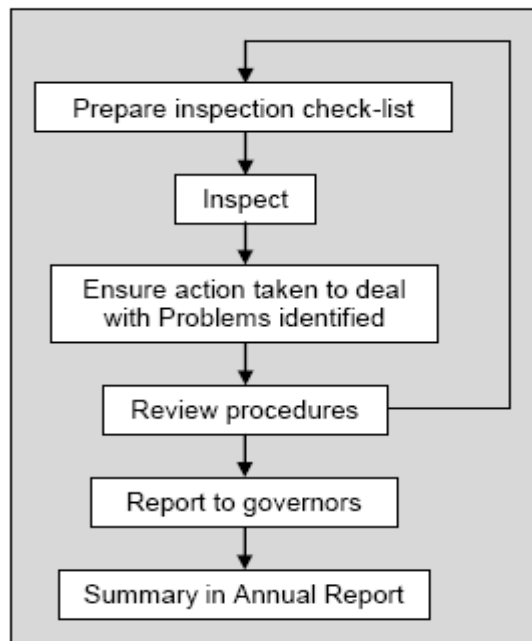 Prepare inspection check-list
Inspect
Ensure action taken to deal
with Problems identified
Review procedures
Report to governors
Summary in Annual Report